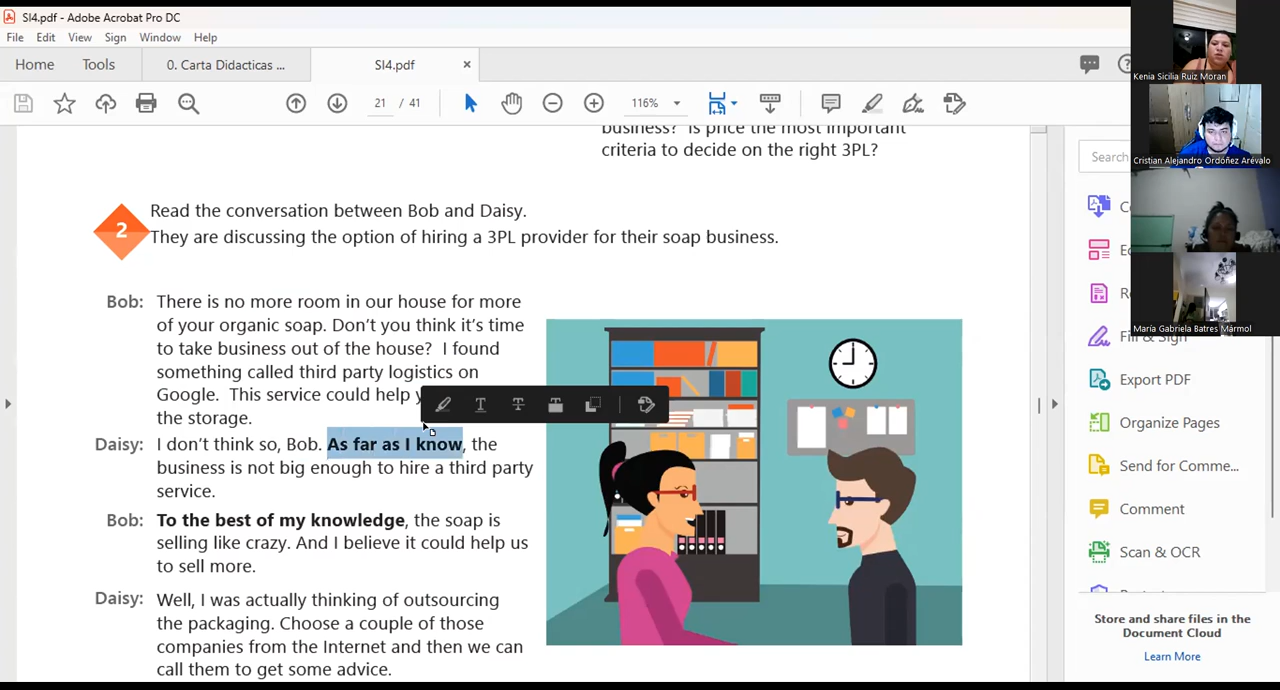 SI4.pdf - Adobe Acrobat Pro DC
File Edit View Sign Window Help
Home Tools 0. Carta Didacticas ... SI4.pdf ×
21 / 41 116%
business? Is price the most important
criteria to decide on the right 3PL?
Search
2
Read the conversation between Bob and Daisy.
They are discussing the option of hiring a 3PL provider for their soap business.
Bob: There is no more room in our house for more
of your organic soap. Don't you think it's time
to take business out of the house? I found
something called third party logistics on
Google. This service could help
the storage.
Daisy: I don't think so, Bob. As far as I know, the
business is not big enough to hire a third party
service.
Bob: To the best of my knowledge, the soap is
selling like crazy. And I believe it could help us
to sell more.
Daisy: Well, I was actually thinking of outsourcing
the packaging. Choose a couple of those
companies from the Internet and then we can
call them to get some advice.
Kenia Sicilia Ruiz Moran
Cristian Alejandro Ordóñez Arévalo
María Gabriela Batres Mármol
Fill & Sign
Export PDF
Organize Pages
Send for Comme...
Comment
Scan & OCR
Store and share files in the
Document Cloud
Learn More